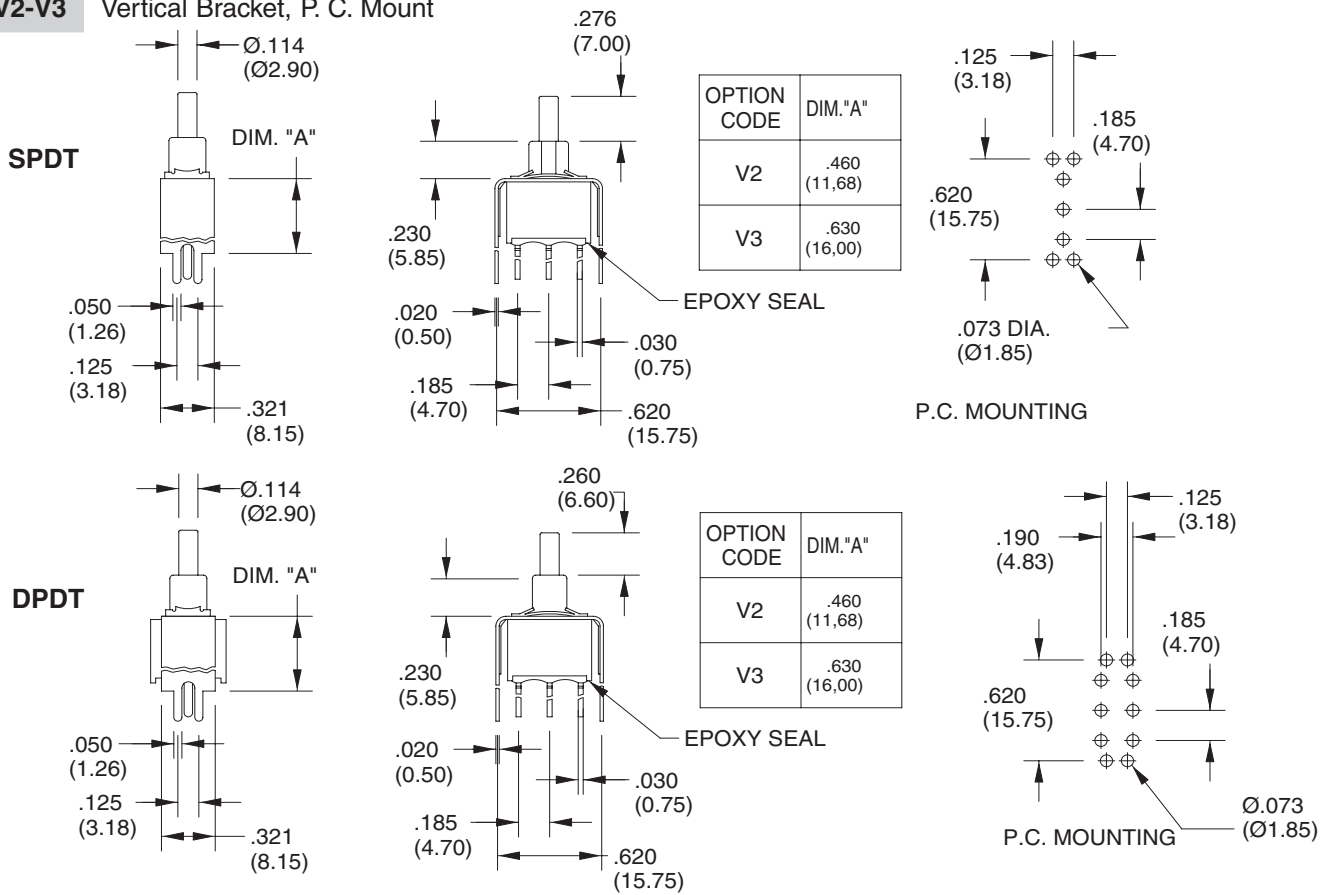 V2-V3 Vertical Bracket, P. C. Mount
SPDT
Ø.114
(Ø2.90)
DIM. "A"
.050
(1.26)
.125
(3.18)
.321
(8.15)
.276
(7.00)
.230
(5.85)
.020
(0.50)
.185
(4.70)
EPOXY SEAL
.030
(0.75)
.620
(15.75)
OPTION CODE DIM."A"
V2 .460
(11,68)
V3 .630
(16,00)
.125
(3.18)
.185
(4.70)
.620
(15.75)
.073 DIA.
(Ø1.85)
P.C. MOUNTING
DPDT
Ø.114
(Ø2.90)
DIM. "A"
.050
(1.26)
.125
(3.18)
.321
(8.15)
.260
(6.60)
.230
(5.85)
.020
(0.50)
.185
(4.70)
EPOXY SEAL
.030
(0.75)
.620
(15.75)
OPTION CODE DIM."A"
V2 .460
(11,68)
V3 .630
(16,00)
.125
(3.18)
.190
(4.83)
.185
(4.70)
.620
(15.75)
Ø.073
(Ø1.85)
P.C. MOUNTING